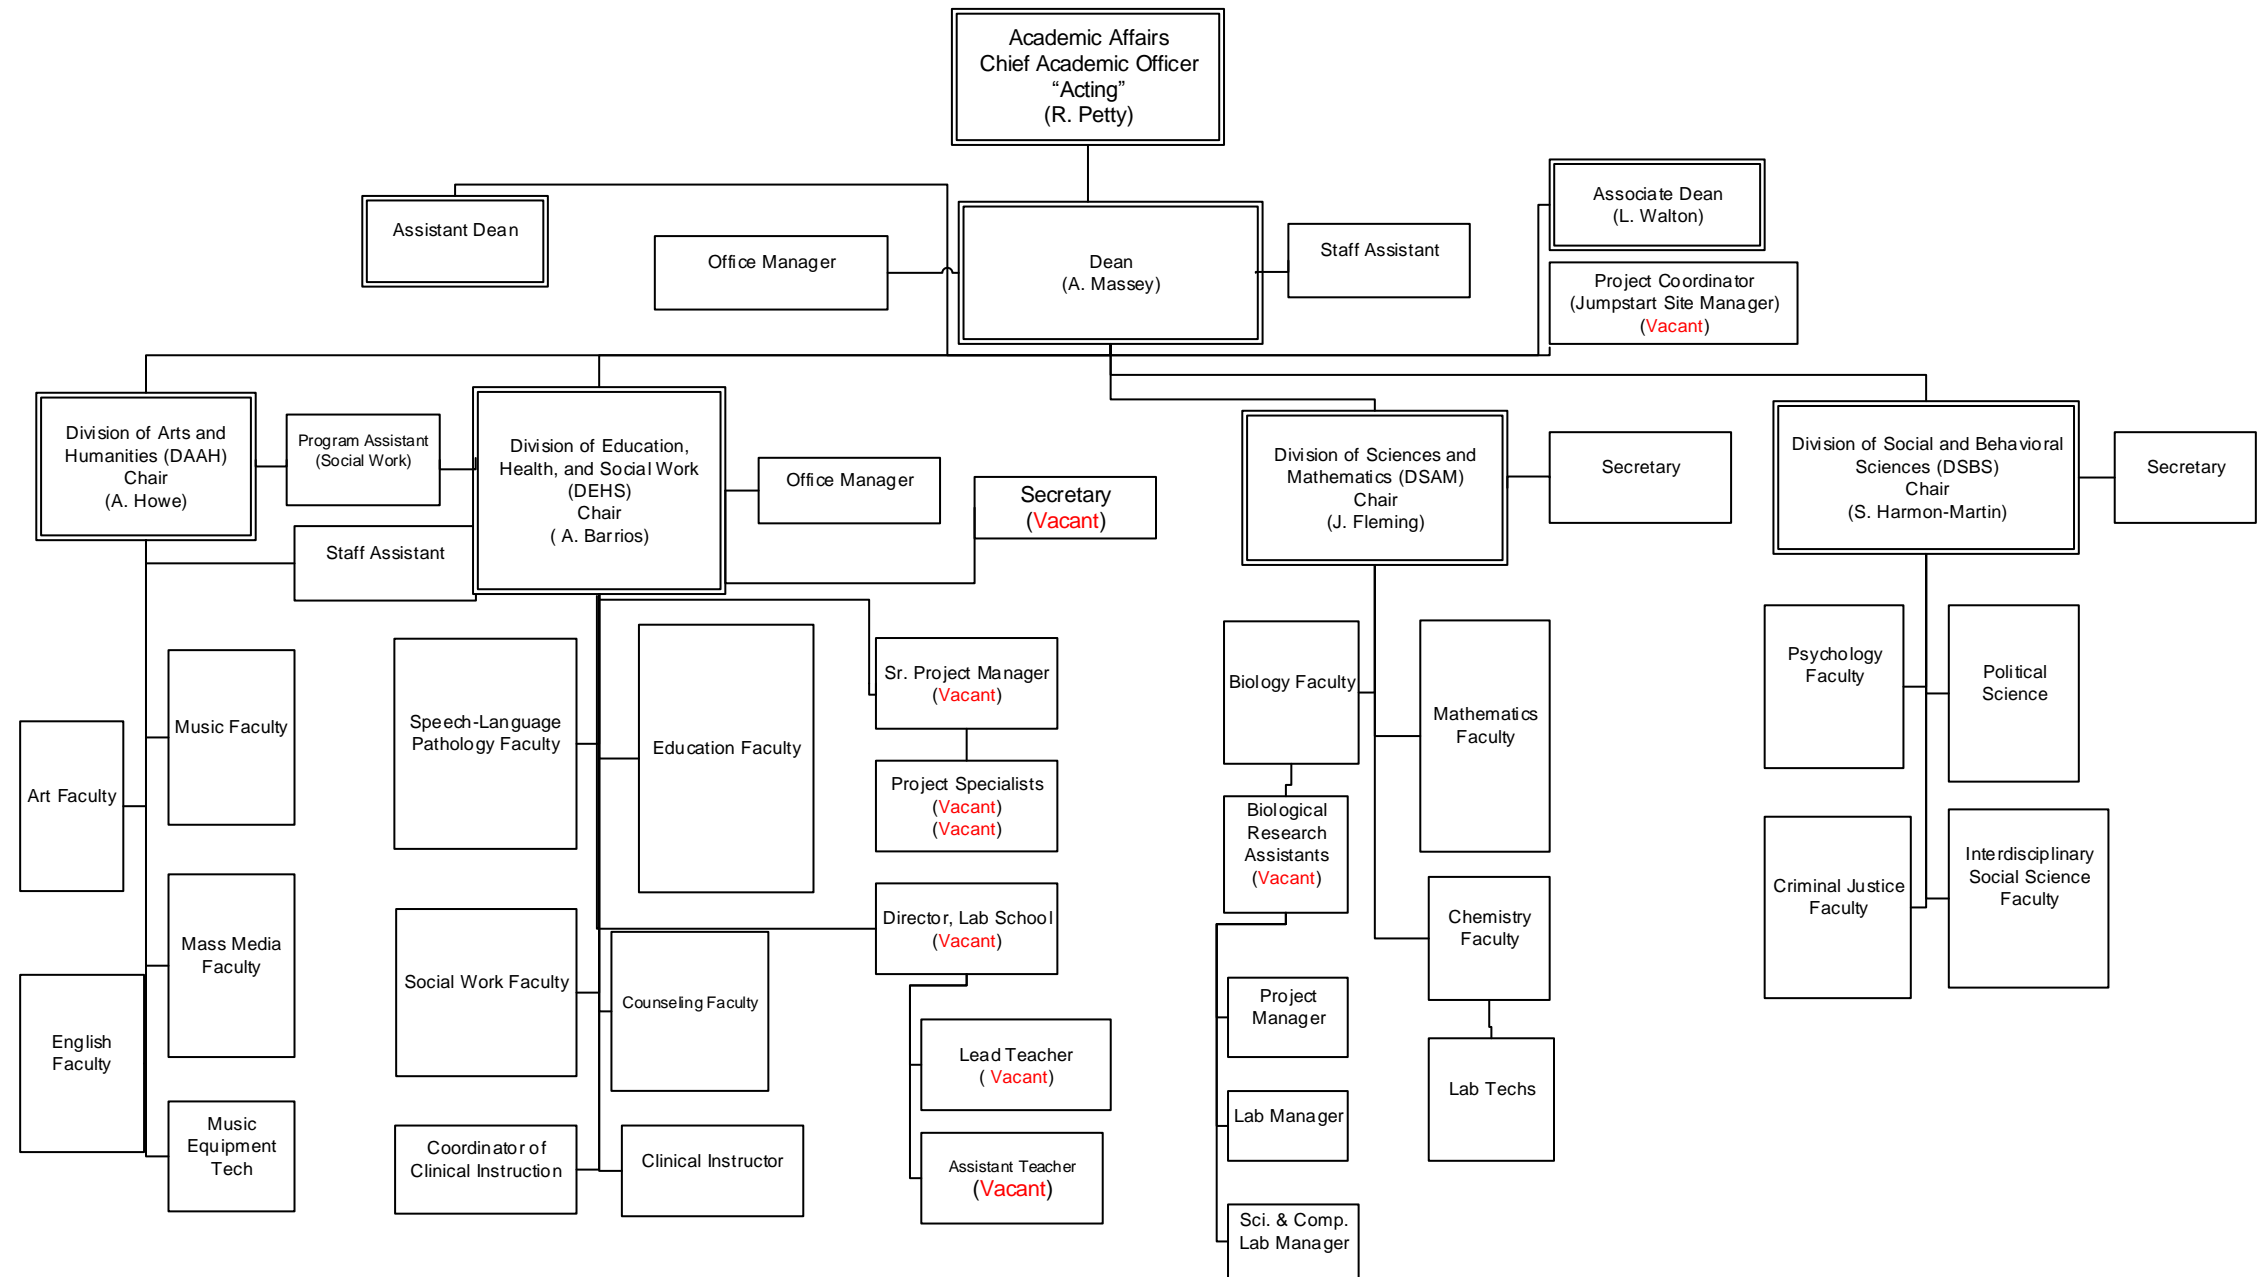 Academic Affairs
Chief Academic Officer
“Acting”
(R. Petty)
Assistant Dean
Office Manager
Dean
(A. Massey)
Staff Assistant
Associate Dean
(L. Walton)
Project Coordinator
(Jumpstart Site Manager)
(Vacant)
Division of Arts and
Humanities (DAAH)
Chair
(A. Howe)
Program Assistant
(Social Work)
Staff Assistant
Division of Education,
Health, and Social Work
(DEHS)
Chair
( A. Barrios)
Office Manager
Secretary
(Vacant)
Division of Sciences and
Mathematics (DSAM)
Chair
(J. Fleming)
Secretary
Division of Social and Behavioral
Sciences (DSBS)
Chair
(S. Harmon-Martin)
Secretary
Art Faculty
Music Faculty
English
Faculty
Mass Media
Faculty
Music
Equipment
Tech
Speech-Language
Pathology Faculty
Education Faculty
Social Work Faculty
Counseling Faculty
Coordinator of
Clinical Instruction
Clinical Instructor
Sr. Project Manager
(Vacant)
Project Specialists
(Vacant)
(Vacant)
Director, Lab School
(Vacant)
Lead Teacher
( Vacant)
Assistant Teacher
(Vacant)
Biology Faculty
Biological
Research
Assistants
(Vacant)
Project
Manager
Lab Manager
Sci. & Comp.
Lab Manager
Mathematics
Faculty
Chemistry
Faculty
Lab Techs
Psychology
Faculty
Political
Science
Criminal Justice
Faculty
Interdisciplinary
Social Science
Faculty